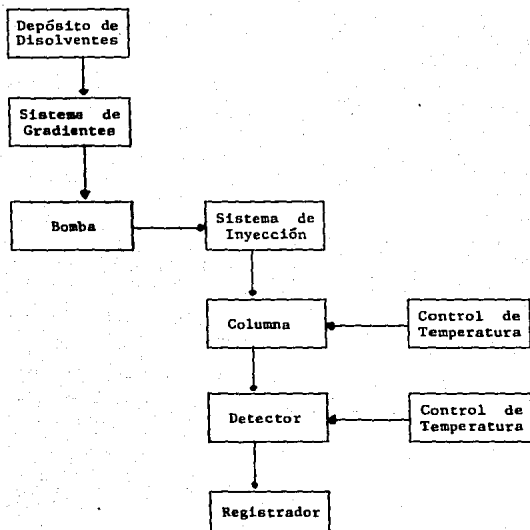 Depósito de
Disolventes
Sistema de
Gradientes
Bomba
Sistema de
Inyección
Columna
Control de
Temperatura
Detector
Control de
Temperatura
Registrador